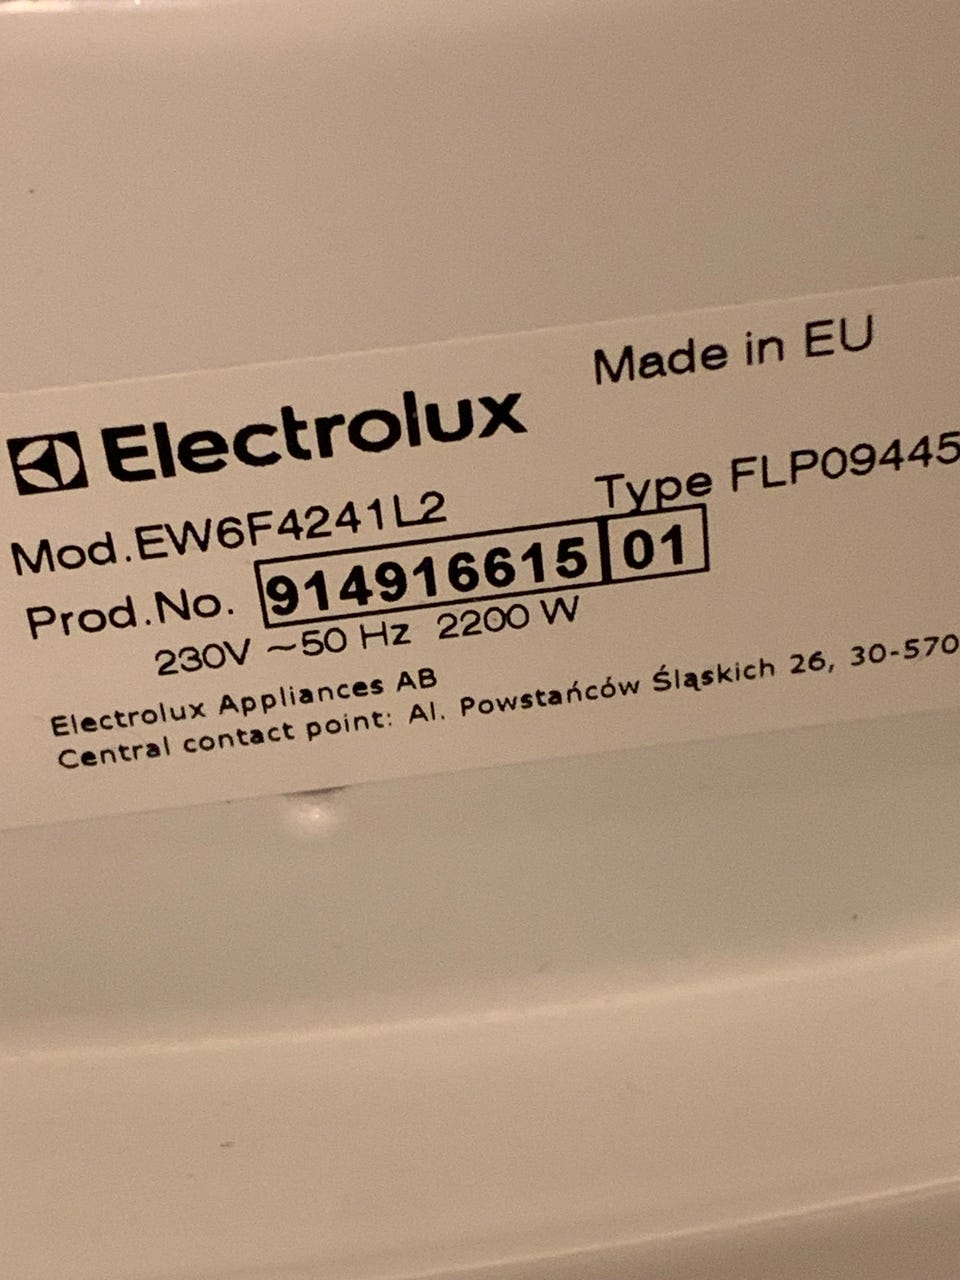 Made in EU
Electrolux
Mod.EW6F4241L2
Type FLP09445
Prod.No. 914916615 01
230V ~50 Hz 2200 W
Electrolux Appliances AB
Central contact point: Al. Powstańców Śląskich 26, 30-570